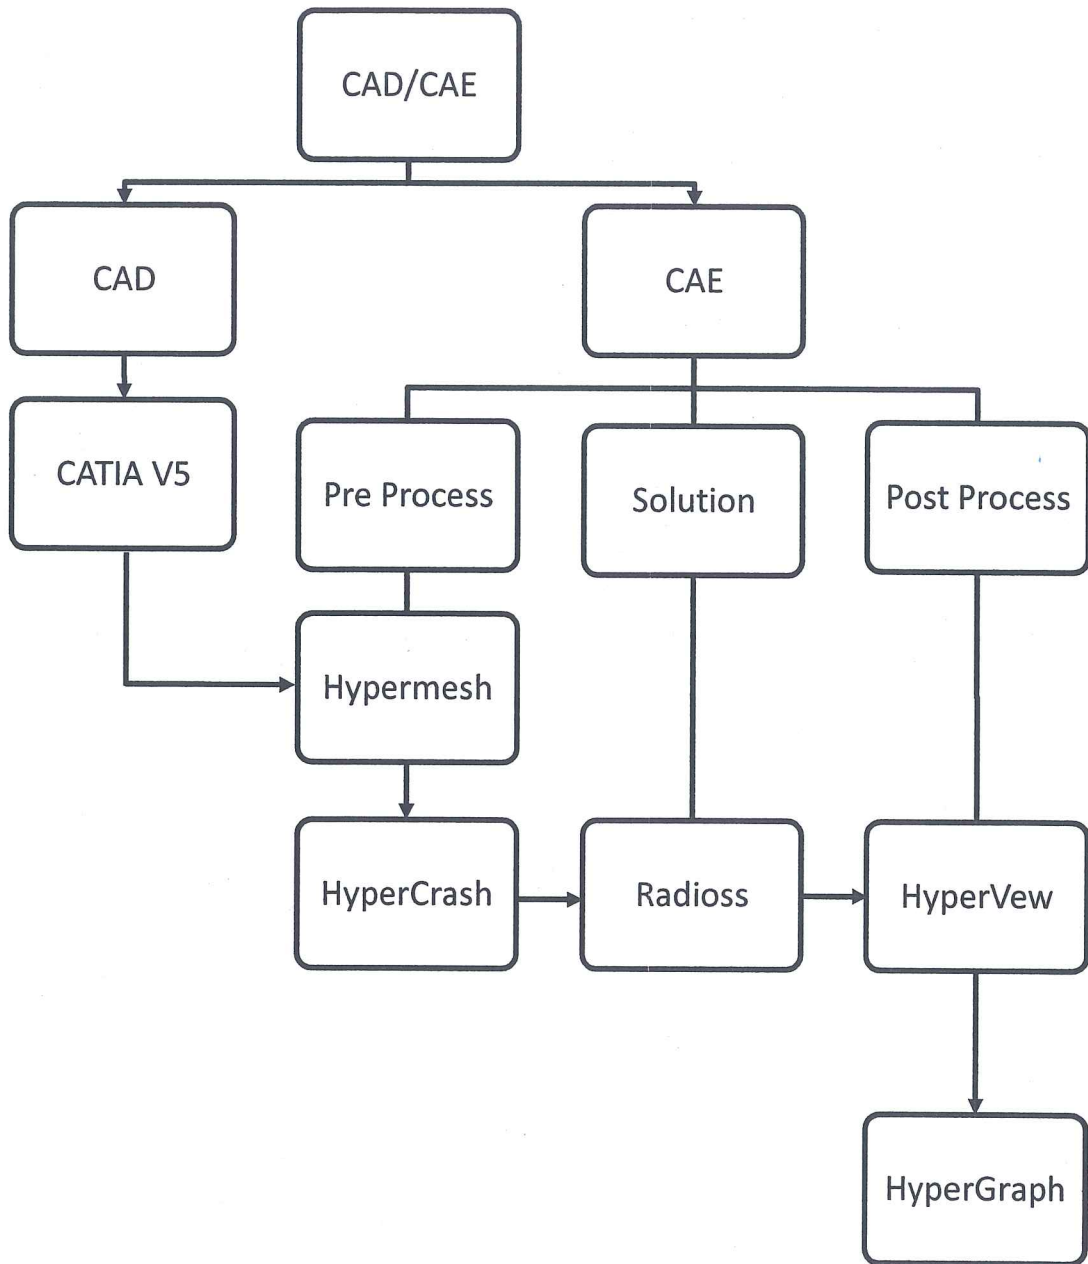 CAD/CAE
CAD
CAE
CATIA V5
Pre Process
Solution
Post Process
Hypermesh
HyperCrash
Radioss
HyperVew
HyperGraph